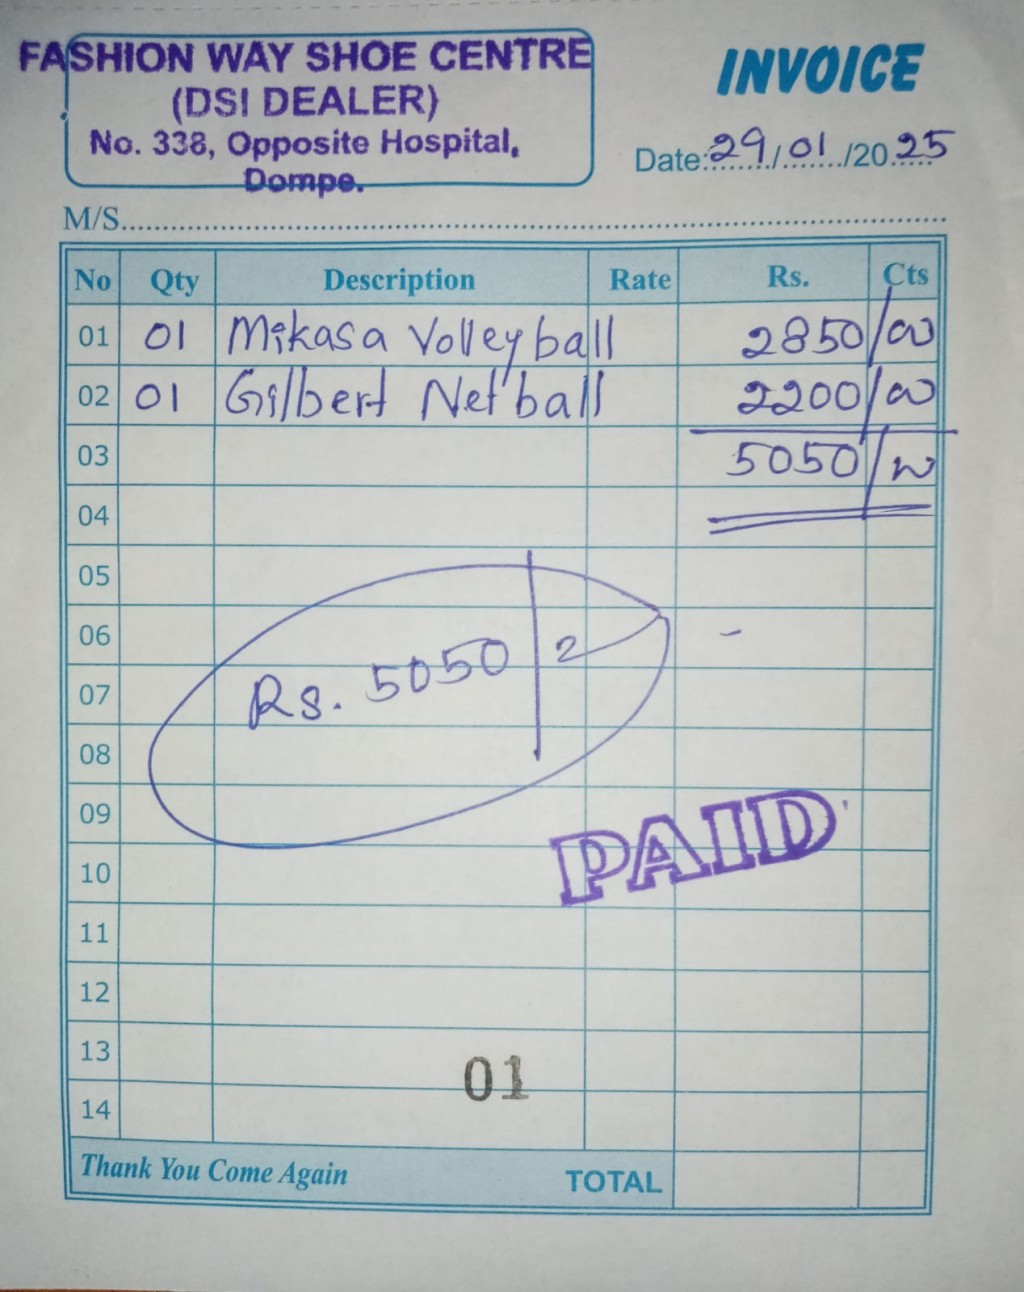 FASHION WAY SHOE CENTRE
(DSI DEALER)
No. 338, Opposite Hospital,
Dompe.
INVOICE
Date: 29/01/2025
M/S
No Qty Description Rate Rs. Cts
01 01 Mikasa Volleyball 2850/00
02 01 Gilbert Net ball 2200/00
03 5050/00
04
05
06 -
Rs. 5050
07
08
09
PAID
10
11
12
13
01
14
Thank You Come Again TOTAL